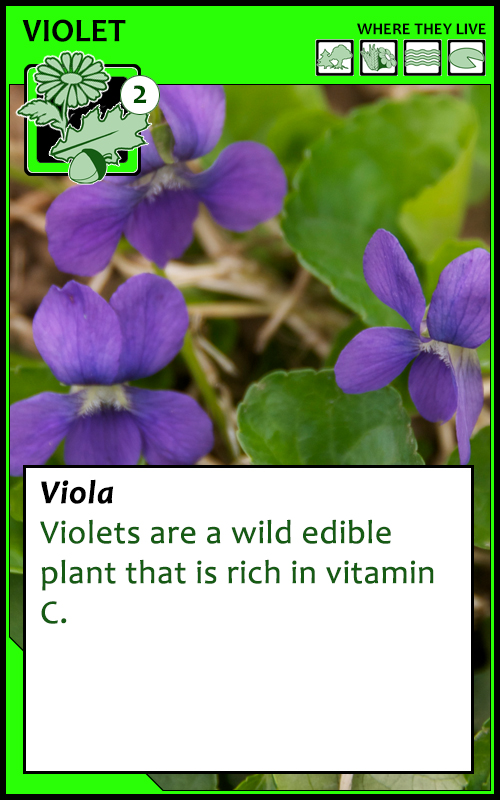 VIOLET
WHERE THEY LIVE
2
Viola
Violets are a wild edible
plant that is rich in vitamin
C.